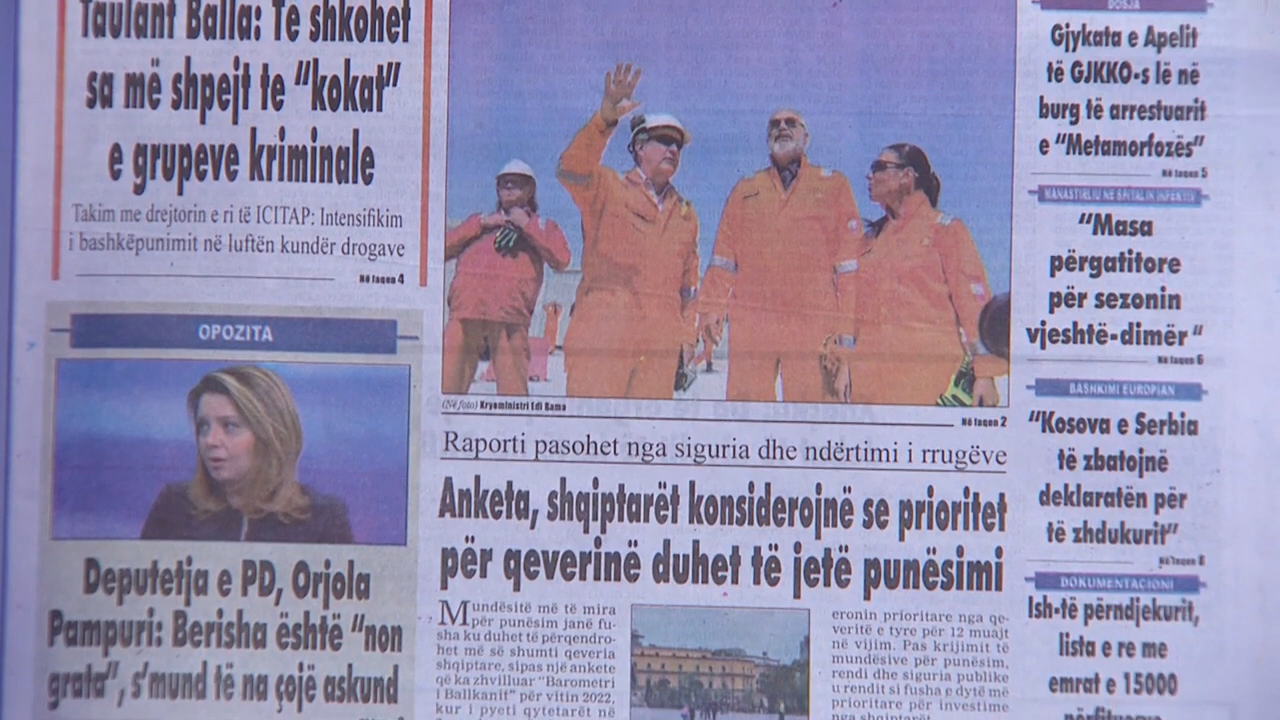 Taulant Balla: Të shkohet
sa më shpejt te “kokat”
e grupeve kriminale
Takim me drejtorin e ri të ICITAP: Intensifikim
i bashkëpunimit në luftën kundër drogave
Në faqen 4
OPOZITA
Deputetja e PD, Orjola
Pampuri: Berisha është “non
grata”, s’mund të na çojë askund
(Në foto) Kryeministri Edi Rama
Në faqen 2
Raporti pasohet nga siguria dhe ndërtimi i rrugëve
Anketa, shqiptarët konsiderojnë se prioritet
për qeverinë duhet të jetë punësimi
Mundësitë më të mira
për punësim janë fu-
sha ku duhet të përqendro-
het më së shumti qeveria
shqiptare, sipas një ankete
që ka zhvilluar “Barometri
i Ballkanit” për vitin 2022,
kur i pyeti qytetarët në
eronin prioritare nga qe-
veritë e tyre për 12 muajt
në vijim. Pas krijimit të
mundësive për punësim,
rendi dhe siguria publike
u rendit si fusha e dytë më
prioritare për investime
nga shqiptarët.
DOSJA
Gjykata e Apelit
të GJKKO-s lë në
burg të arrestuarit
e “Metamorfozës”
Në faqen 5
MANASTIRLIU NË SPITALIN INFEKTIV
“Masa
përgatitore
për sezonin
vjeshtë-dimër“
Në faqen 6
BASHKIMI EUROPIAN
“Kosova e Serbia
të zbatojnë
deklaratën për
të zhdukurit”
Në faqen 8
DOKUMENTACIONI
Ish-të përndjekurit,
lista e re me
emrat e 15000